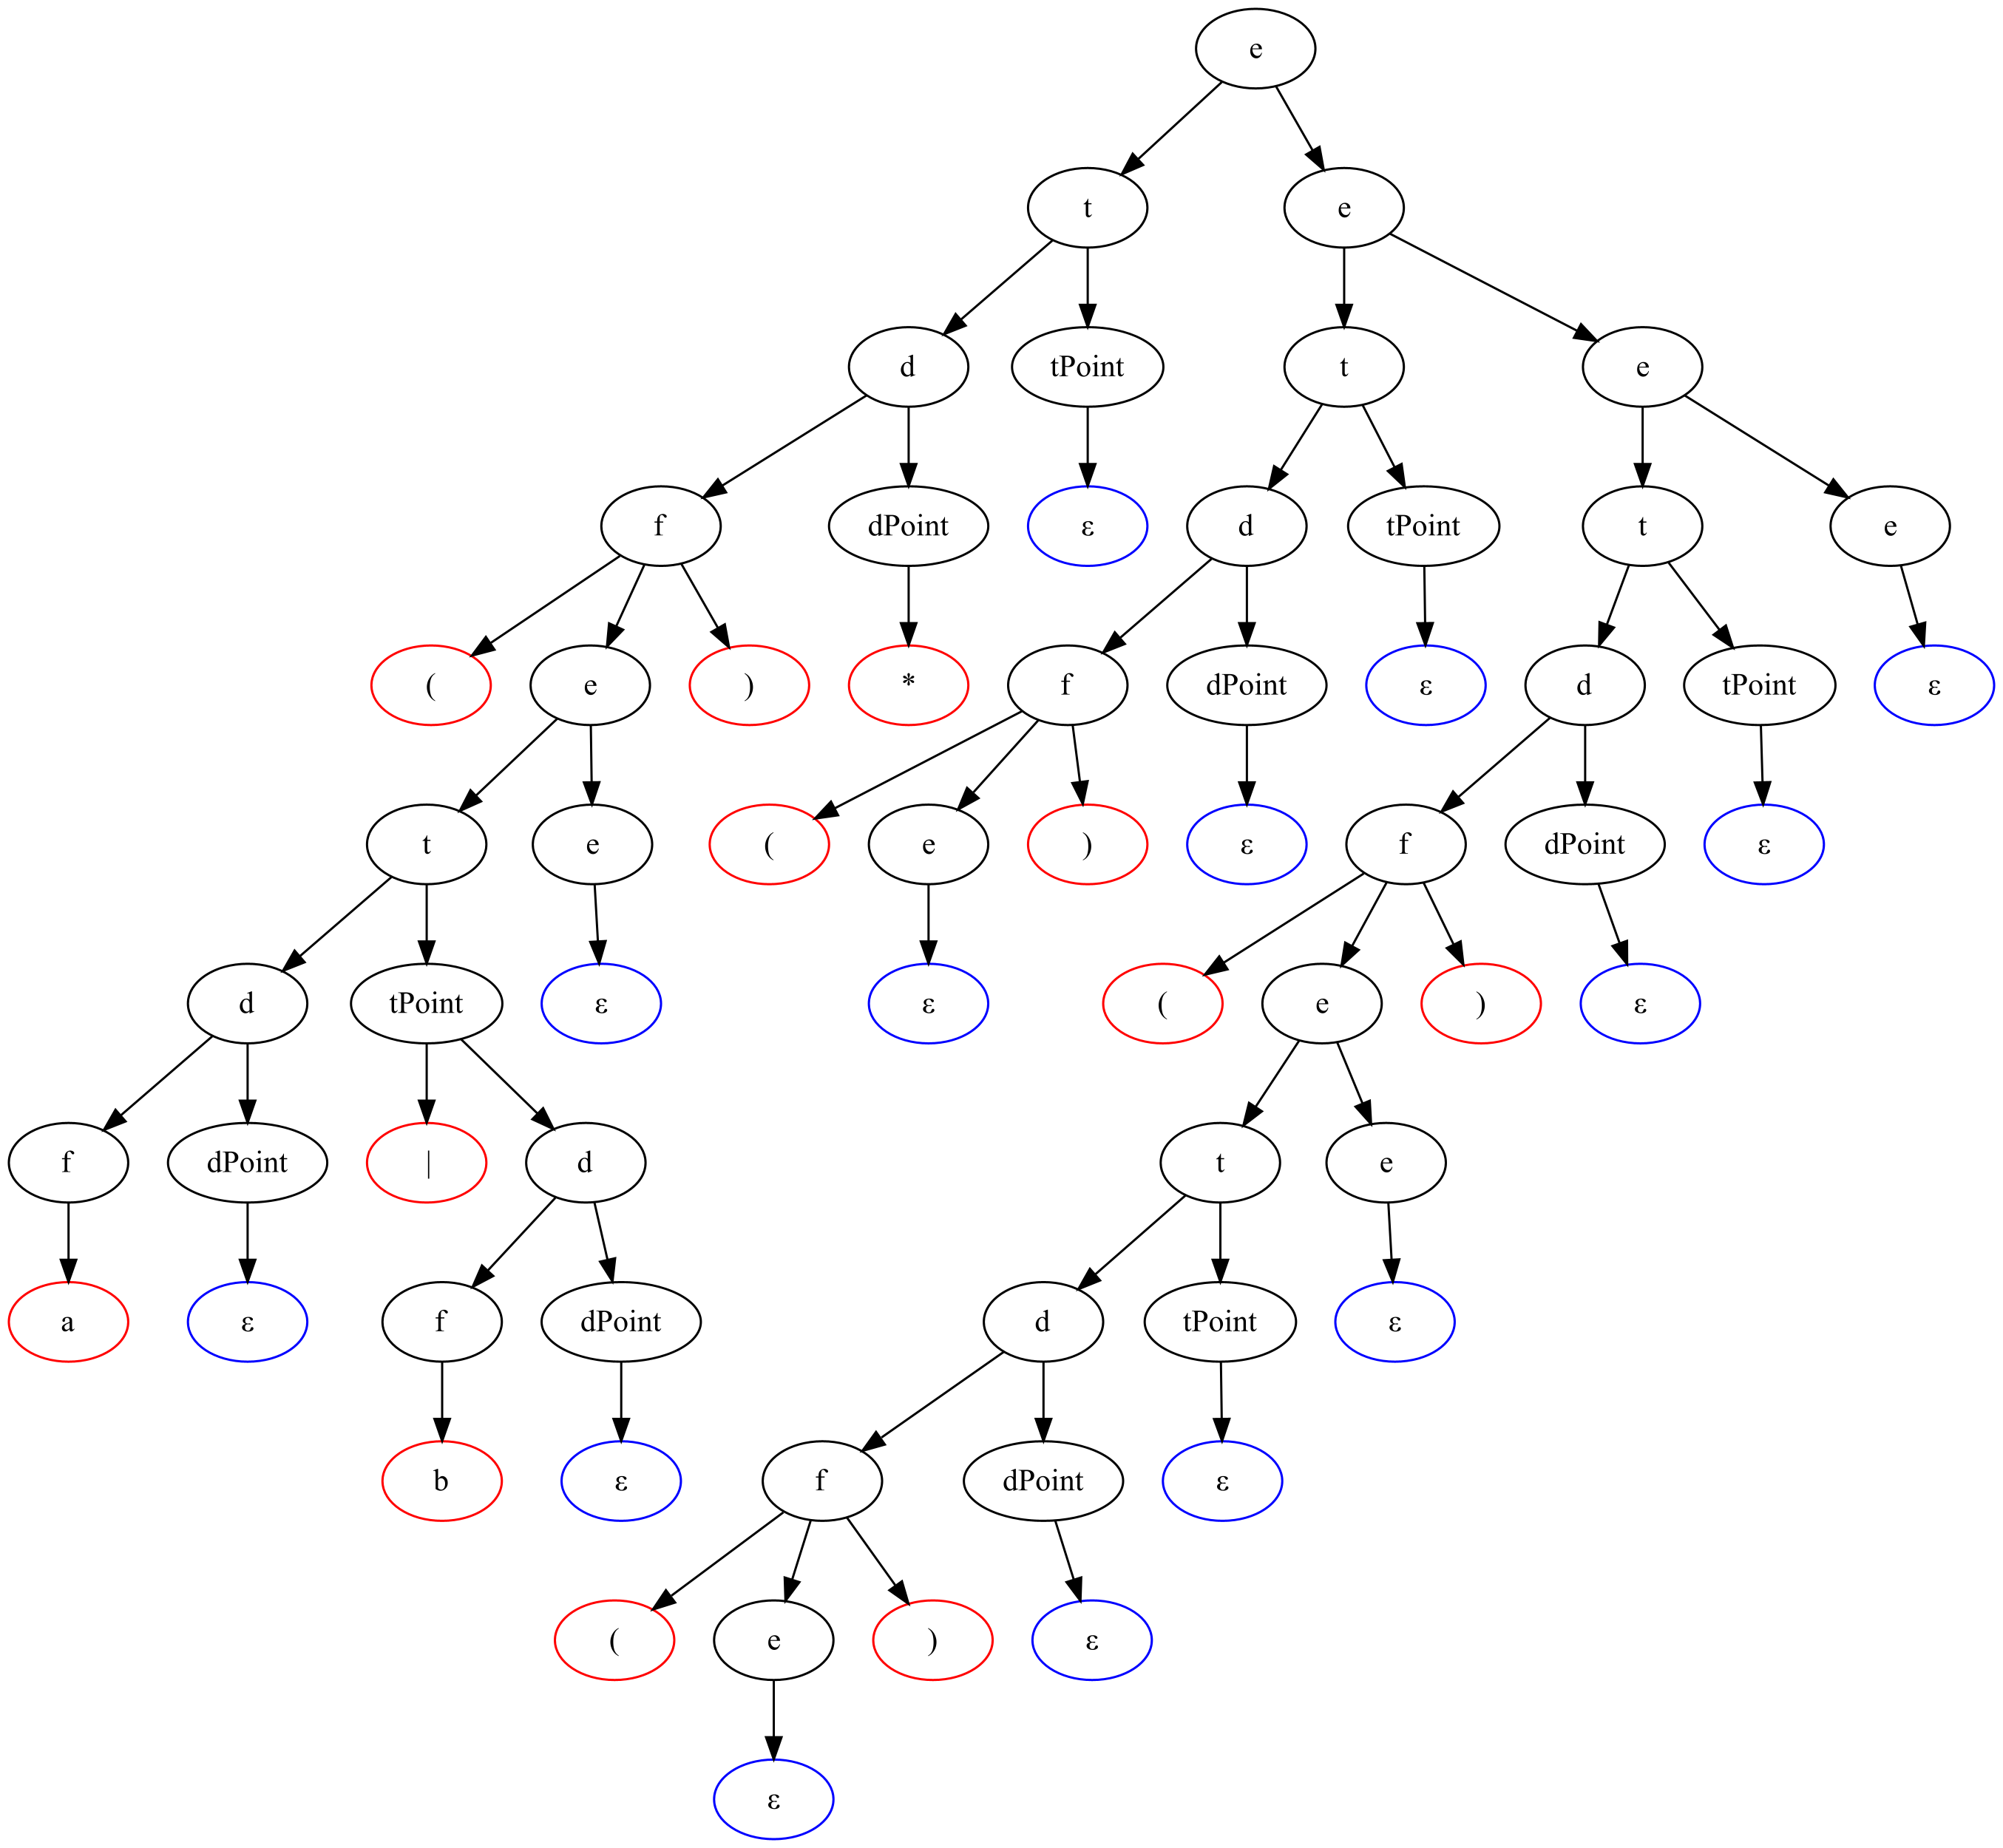 e
t e
d tPoint t e
f dPoint ε d tPoint t e
( e ) * f dPoint ε d tPoint ε
t e ( e ) ε f dPoint ε
d tPoint ε ε ( e ) ε
f dPoint | d t e
a ε f dPoint d tPoint ε
b ε f dPoint ε
( e ) ε
ε